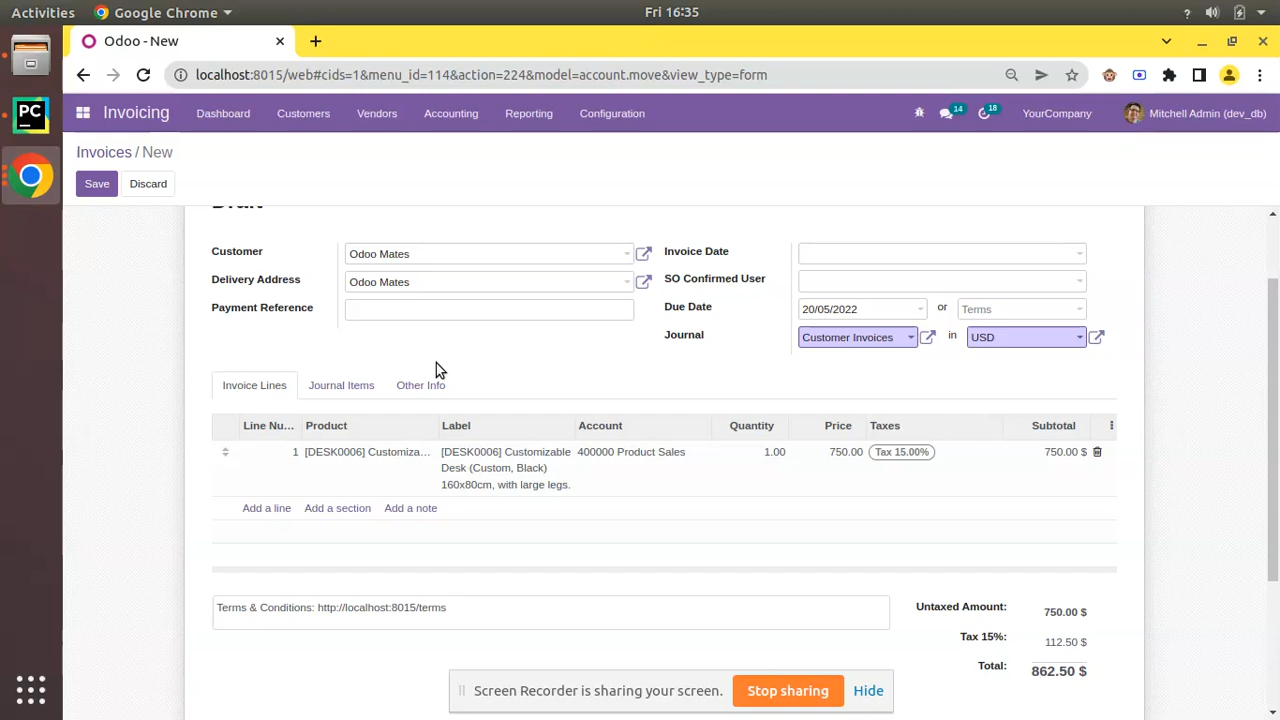 Activities Google Chrome Fri 16:35
Odoo - New
localhost:8015/web#cids=1&menu_id=114&action=224&model=account.move&view_type=form
PC
Invoicing Dashboard Customers Vendors Accounting Reporting Configuration 14 18 YourCompany Mitchell Admin (dev_db)
Invoices / New
Save Discard
Customer Odoo Mates Invoice Date
Delivery Address Odoo Mates SO Confirmed User
Payment Reference Due Date 20/05/2022 or Terms
Journal Customer Invoices in USD
Invoice Lines Journal Items Other Info
Line Nu... Product Label Account Quantity Price Taxes Subtotal
1 [DESK0006] Customiza... [DESK0006] Customizable 400000 Product Sales 1.00 750.00 Tax 15.00% 750.00 $
Desk (Custom, Black)
160x80cm, with large legs.
Add a line Add a section Add a note
Terms & Conditions: http://localhost:8015/terms
Untaxed Amount: 750.00 $
Tax 15%: 112.50 $
Total: 862.50 $
Screen Recorder is sharing your screen. Stop sharing Hide